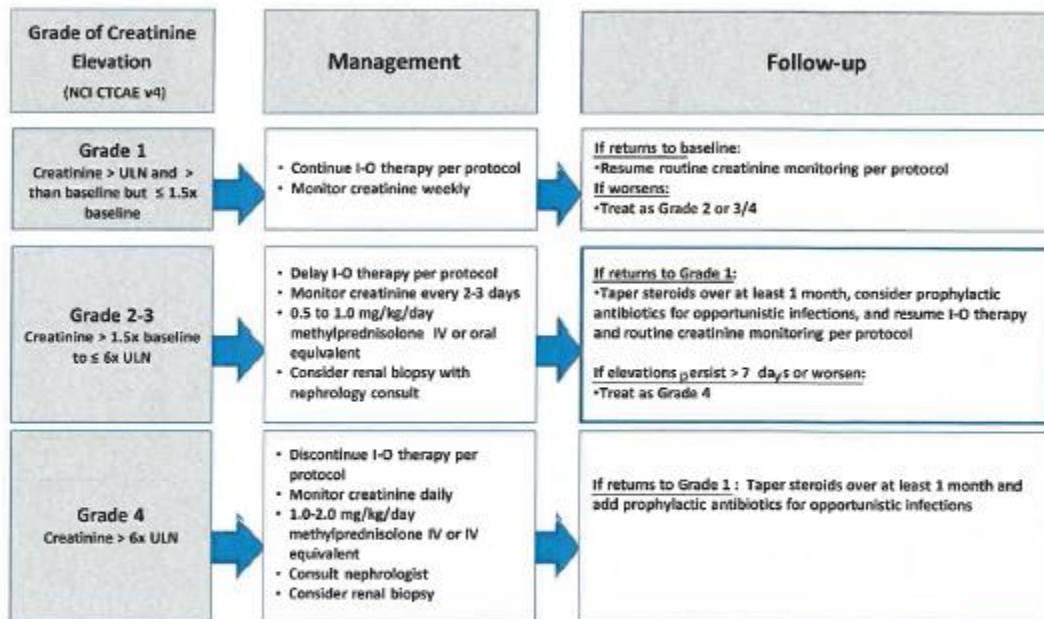 Grade of Creatinine
Elevation
(NCI CTCAE v4)
Management
Follow-up
Grade 1
Creatinine > ULN and >
than baseline but ≤ 1.5x
baseline
• Continue I-O therapy per protocol
• Monitor creatinine weekly
If returns to baseline:
•Resume routine creatinine monitoring per protocol
If worsens:
•Treat as Grade 2 or 3/4
Grade 2-3
Creatinine > 1.5x baseline
to ≤ 6x ULN
• Delay I-O therapy per protocol
• Monitor creatinine every 2-3 days
• 0.5 to 1.0 mg/kg/day
methylprednisolone IV or oral
equivalent
• Consider renal biopsy with
nephrology consult
If returns to Grade 1:
•Taper steroids over at least 1 month, consider prophylactic
antibiotics for opportunistic infections, and resume I-O therapy
and routine creatinine monitoring per protocol
If elevations persist > 7 days or worsen:
•Treat as Grade 4
Grade 4
Creatinine > 6x ULN
• Discontinue I-O therapy per
protocol
• Monitor creatinine daily
• 1.0-2.0 mg/kg/day
methylprednisolone IV or IV
equivalent
• Consult nephrologist
• Consider renal biopsy
If returns to Grade 1 : Taper steroids over at least 1 month and
add prophylactic antibiotics for opportunistic infections